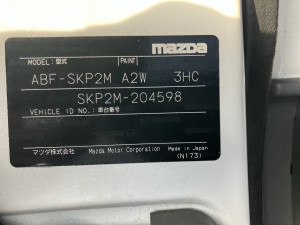 mazda
MODEL: 型式 PAINT
ABF-SKP2M A2W 3HC
SKP2M-204598
VEHICLE ID NO.: 車台番号
マツダ株式会社 Mazda Motor Corporation Made in Japan
(N173)